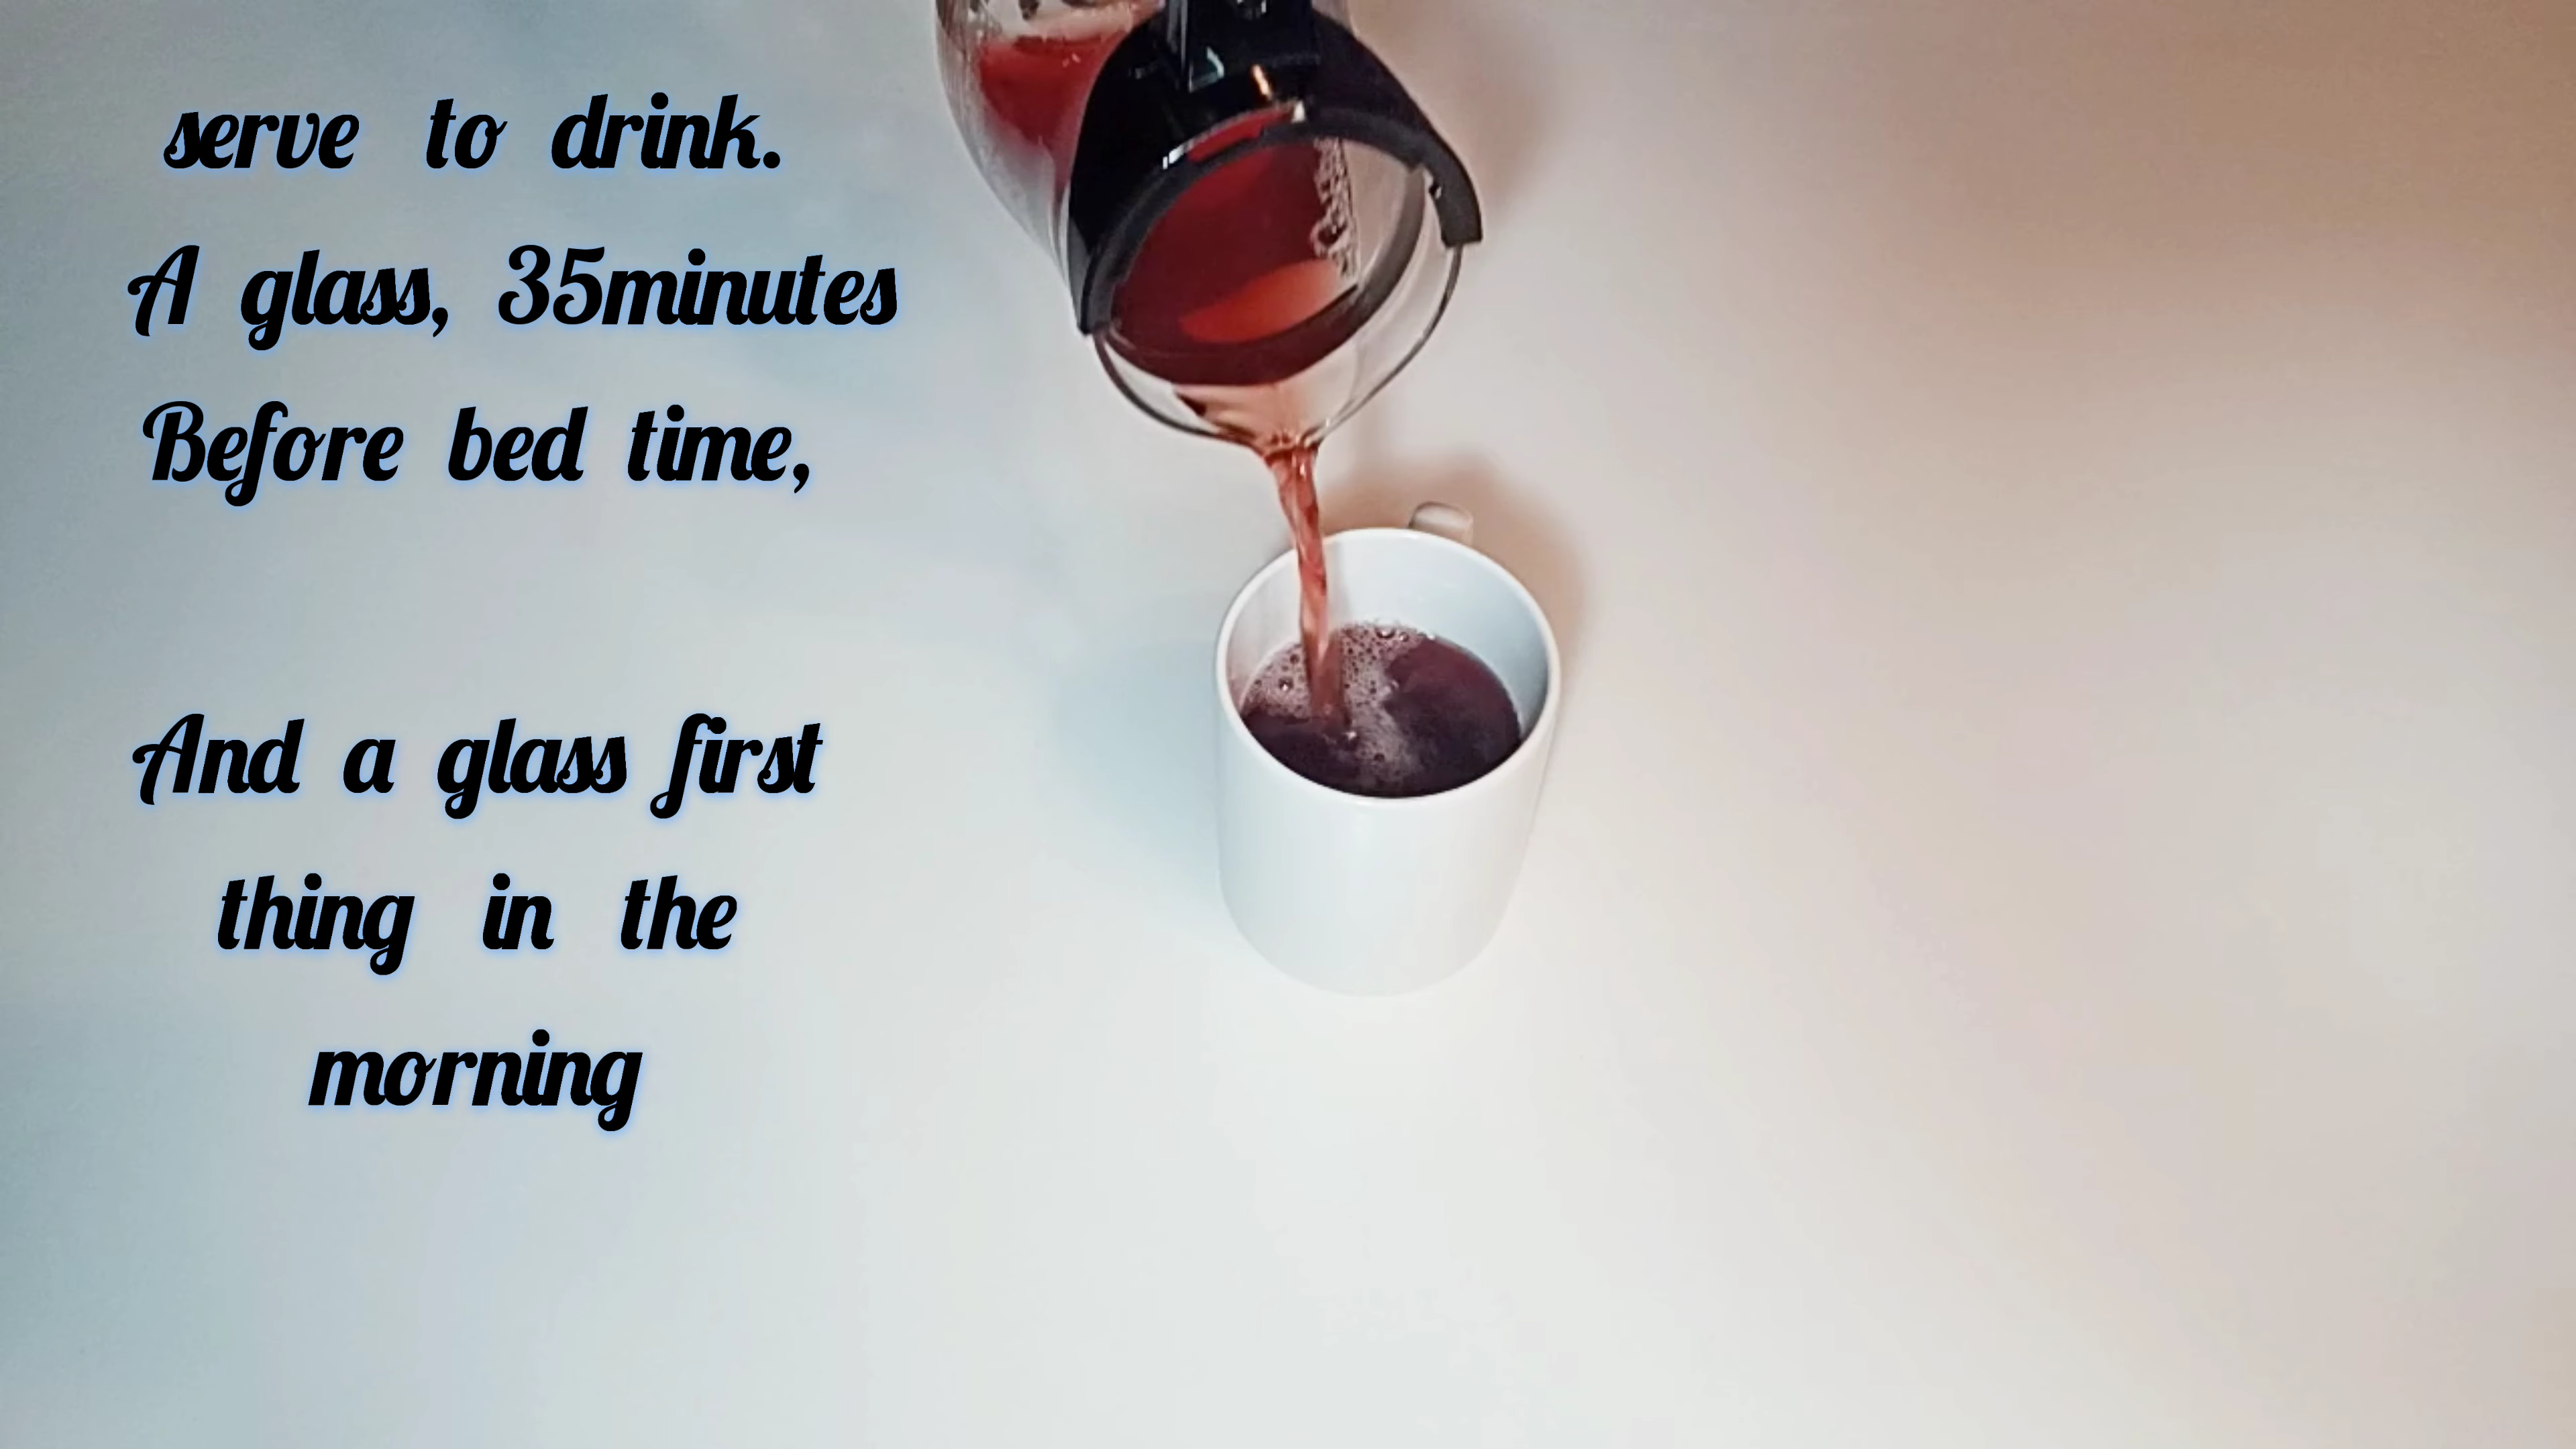 serve to drink.
A glass, 35minutes
Before bed time,
And a glass first
thing in the
morning